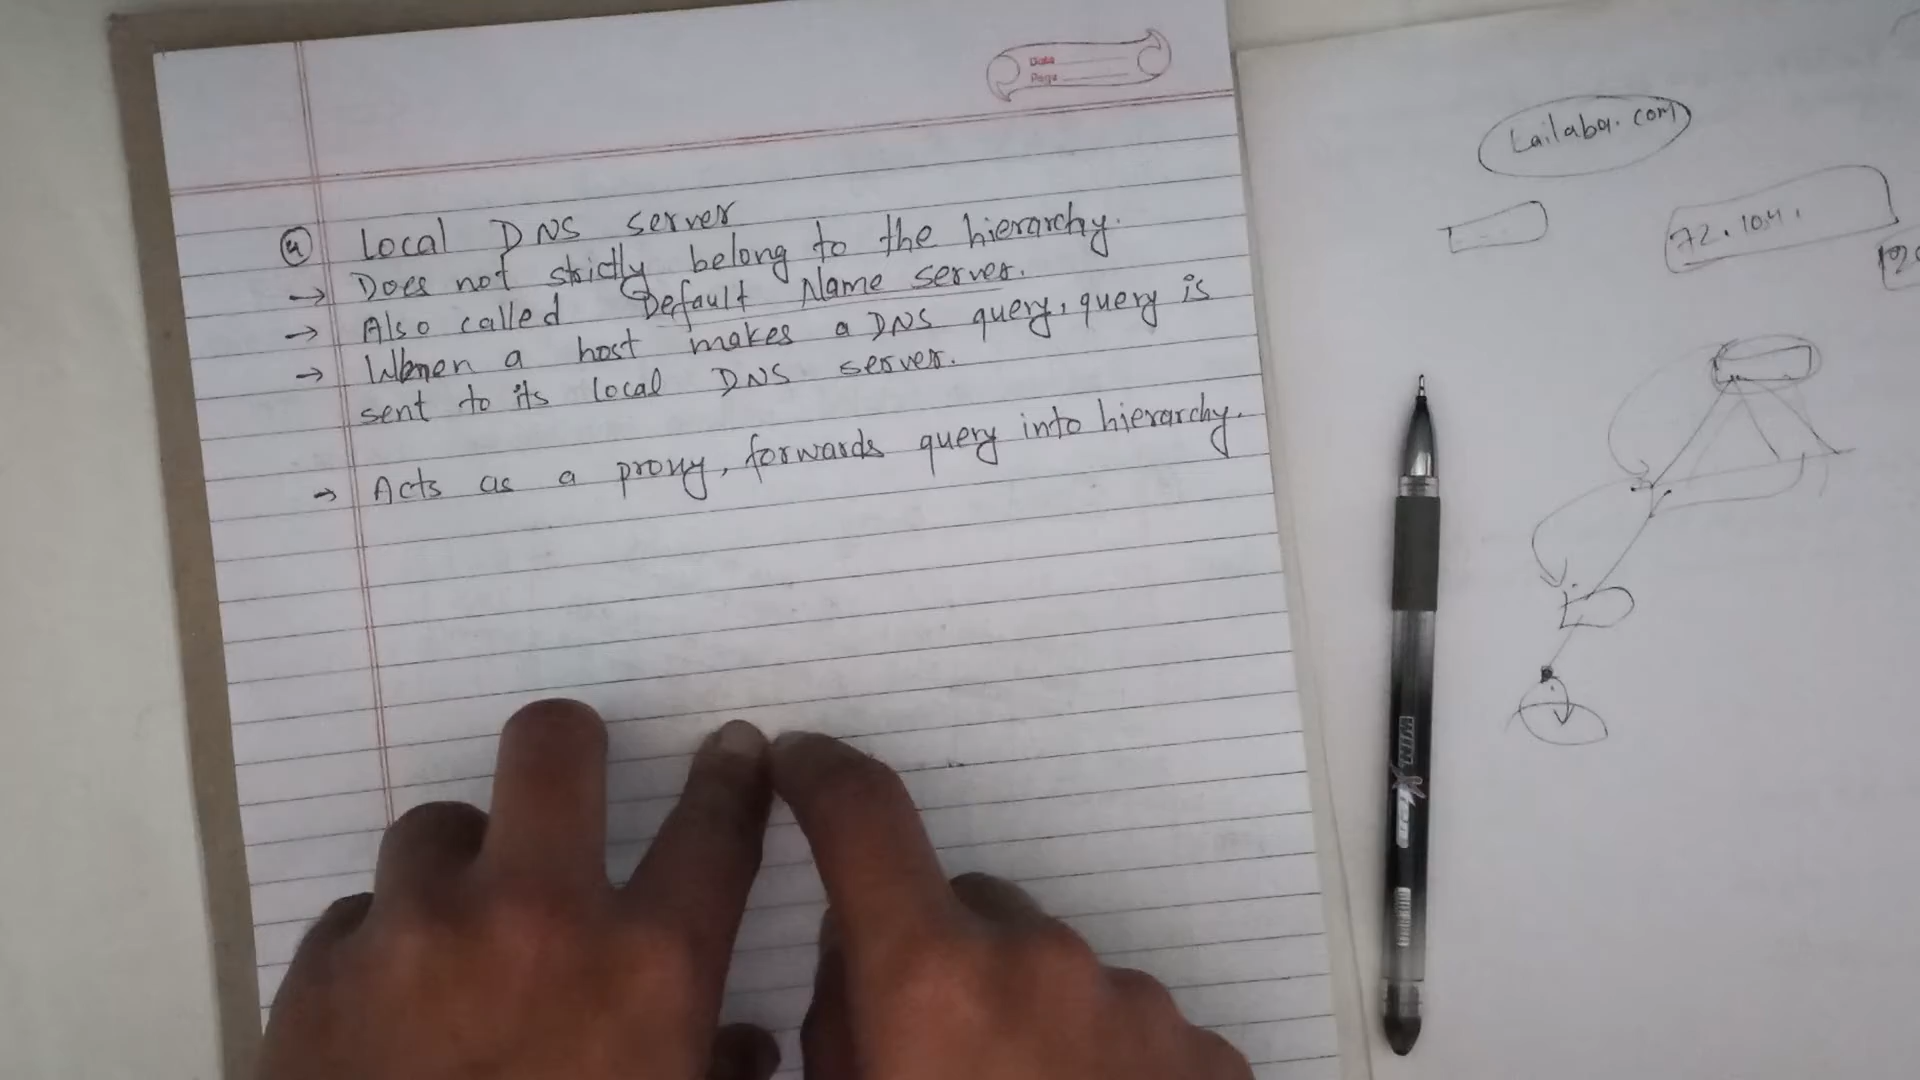 Date
Page
4 Local DNS server
→ Does not strictly belong to the hierarchy.
→ Also called Default Name server.
→ When a host makes a DNS query, query is
sent to its local DNS server.
→ Acts as a proxy, forwards query into hierarchy.
Lailaba.com
72.104.